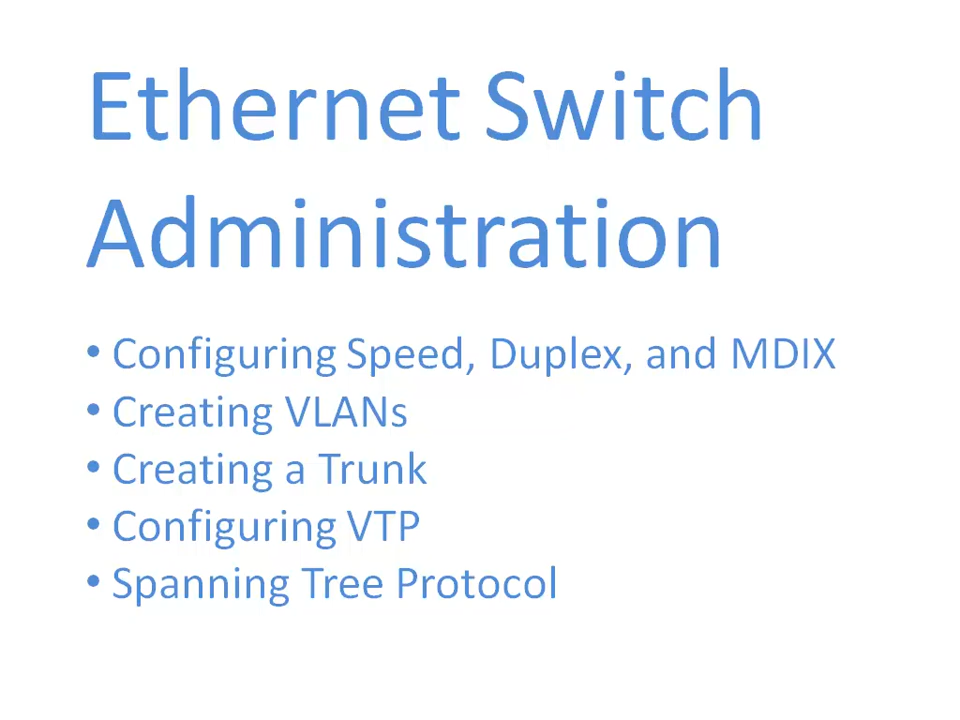 Ethernet Switch
Administration
• Configuring Speed, Duplex, and MDIX
• Creating VLANs
• Creating a Trunk
• Configuring VTP
• Spanning Tree Protocol